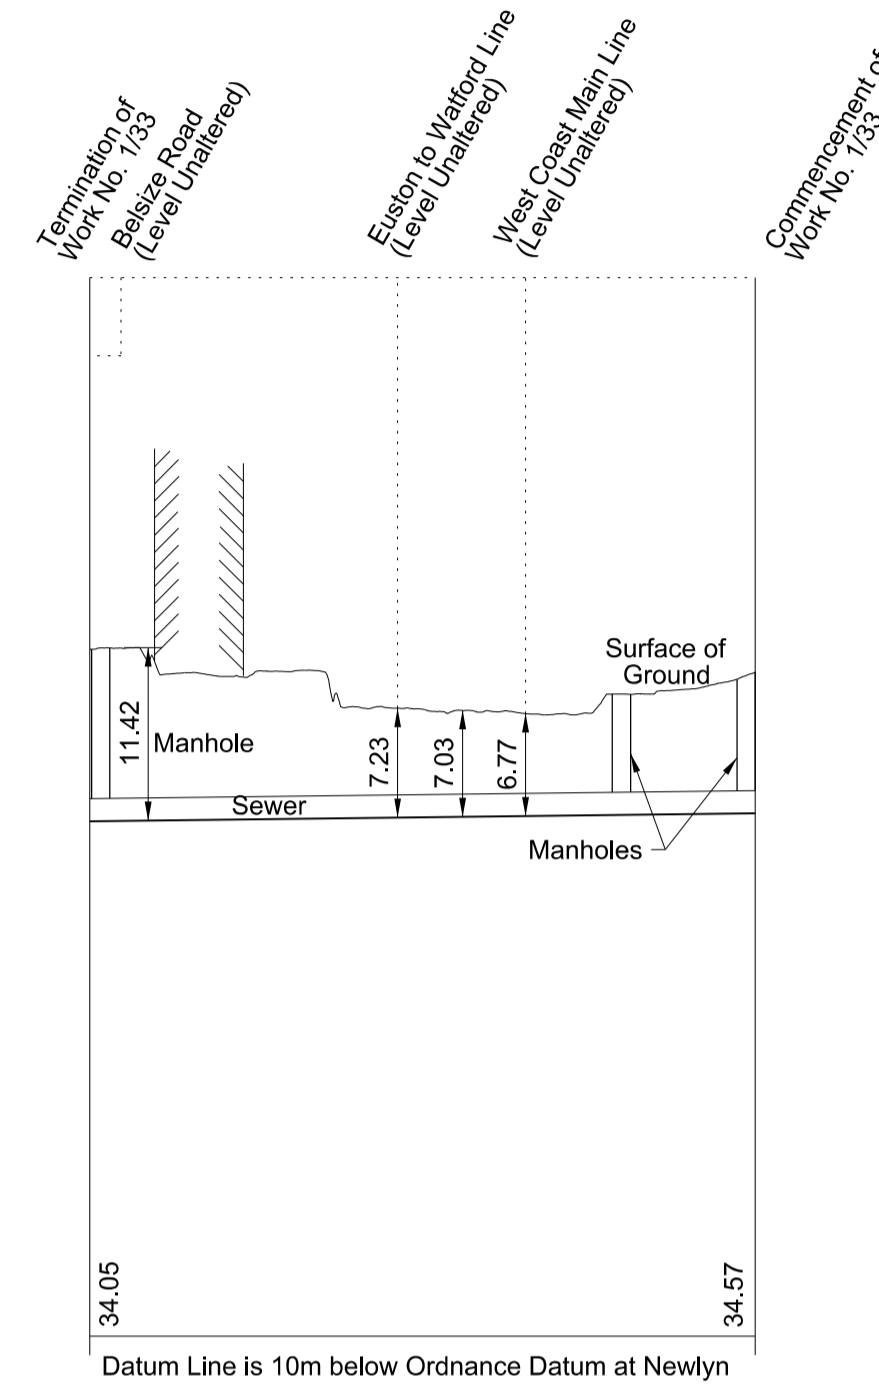 Termination of
Work No. 1/33
Belsize Road
(Level Unaltered)
Euston to Watford Line
(Level Unaltered)
West Coast Main Line
(Level Unaltered)
Commencement of
Work No. 1/33
Surface of
Ground
11.42
Manhole
7.23
7.03
6.77
Sewer
Manholes
34.05
34.57
Datum Line is 10m below Ordnance Datum at Newlyn